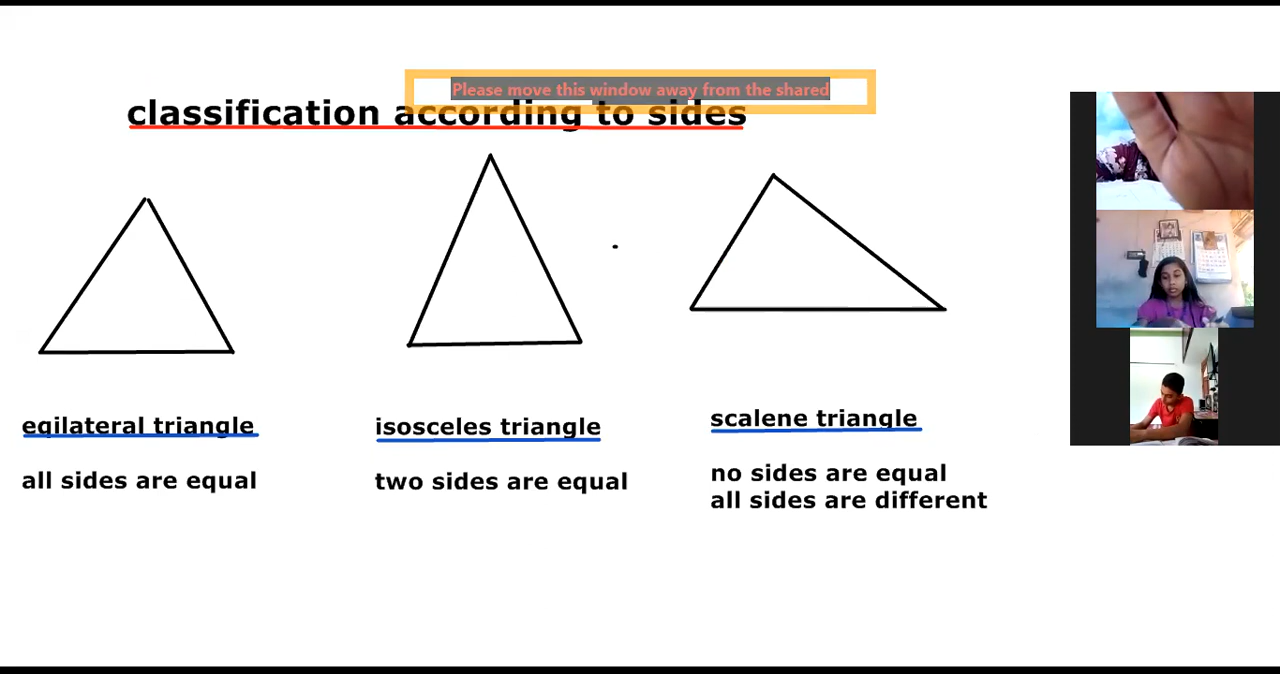 Please move this window away from the shared
classification according to sides
eqilateral triangle
all sides are equal
isosceles triangle
two sides are equal
scalene triangle
no sides are equal
all sides are different